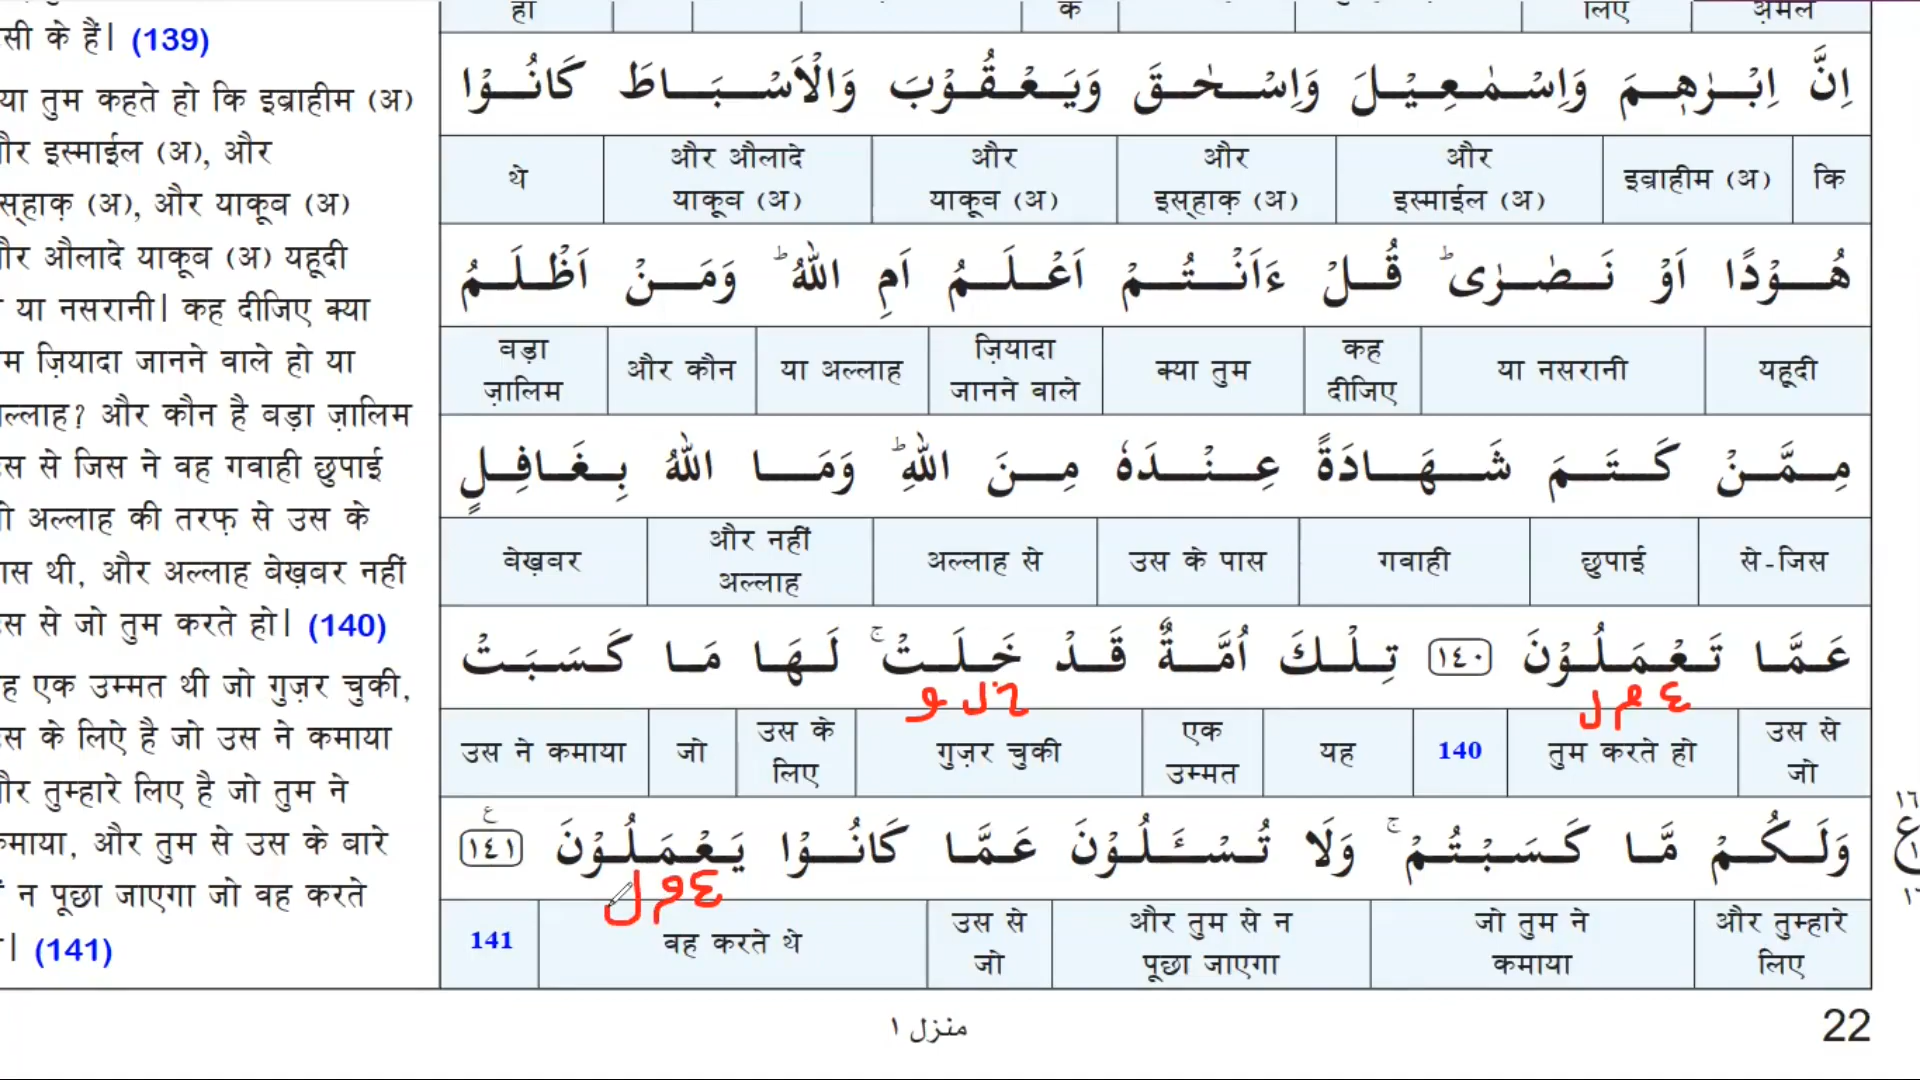 सी के हैं| (139)
या तुम कहते हो कि इब्राहीम (अ)
और इस्माईल (अ), और
इस्हाक़ (अ), और याकूब (अ)
और औलादे याकूब (अ) यहूदी
या नसरानी| कह दीजिए क्या
तुम ज़ियादा जानने वाले हो या
अल्लाह? और कौन है बड़ा ज़ालिम
उस से जिस ने वह गवाही छुपाई
जो अल्लाह की तरफ़ से उस के
पास थी, और अल्लाह बेख़बर नहीं
उस से जो तुम करते हो| (140)
यह एक उम्मत थी जो गुज़र चुकी,
उस के लिऐ है जो उस ने कमाया
और तुम्हारे लिए है जो तुम ने
कमाया, और तुम से उस के बारे
में न पूछा जाएगा जो वह करते
| (141)
हो के लिए अ़मल
اِنَّ اِبْرٰهٖمَ وَاِسْمٰعِيْلَ وَاِسْحٰقَ وَيَعْقُوْبَ وَالْاَسْبَاطَ كَانُوْا
कि इब्राहीम (अ) और इस्माईल (अ) और इस्हाक़ (अ) और याकूब (अ) और औलादे याकूब (अ) थे
هُوْدًا اَوْ نَصٰرٰى ؕ قُلْ ءَاَنْتُمْ اَعْلَمُ اَمِ اللّٰهُ ؕ وَمَنْ اَظْلَمُ
यहूदी या नसरानी कह दीजिए क्या तुम ज़ियादा जानने वाले या अल्लाह और कौन बड़ा ज़ालिम
مِمَّنْ كَتَمَ شَهَادَةً عِنْدَهٗ مِنَ اللّٰهِ ؕ وَمَا اللّٰهُ بِغَافِلٍ
से-जिस छुपाई गवाही उस के पास अल्लाह से और नहीं अल्लाह बेख़बर
عَمَّا تَعْمَلُوْنَ ١٤٠ تِلْكَ اُمَّةٌ قَدْ خَلَتْ ۚ لَهَا مَا كَسَبَتْ
ع م ل خ ل و
उस से जो तुम करते हो 140 यह एक उम्मत गुज़र चुकी उस के लिए जो उस ने कमाया
وَلَكُمْ مَّا كَسَبْتُمْ ۚ وَلَا تُسْـَٔلُوْنَ عَمَّا كَانُوْا يَعْمَلُوْنَ ١٤١ ع
ع م ل
और तुम्हारे लिए जो तुम ने कमाया और तुम से न पूछा जाएगा उस से जो वह करते थे 141
١٦
ع
١
١٦
منزل ١
22